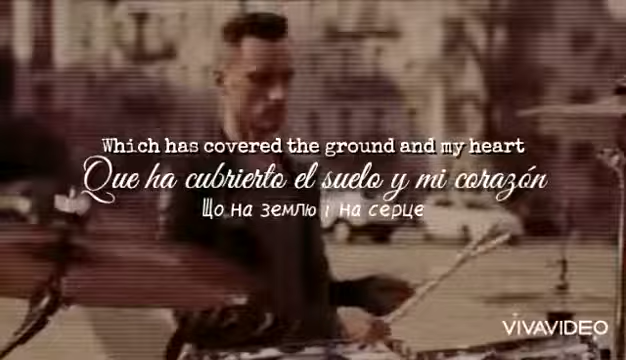 Which has covered the ground and my heart
Que ha cubrierto el suelo y mi corazón
Що на землю і на серце
VIVAVIDEO